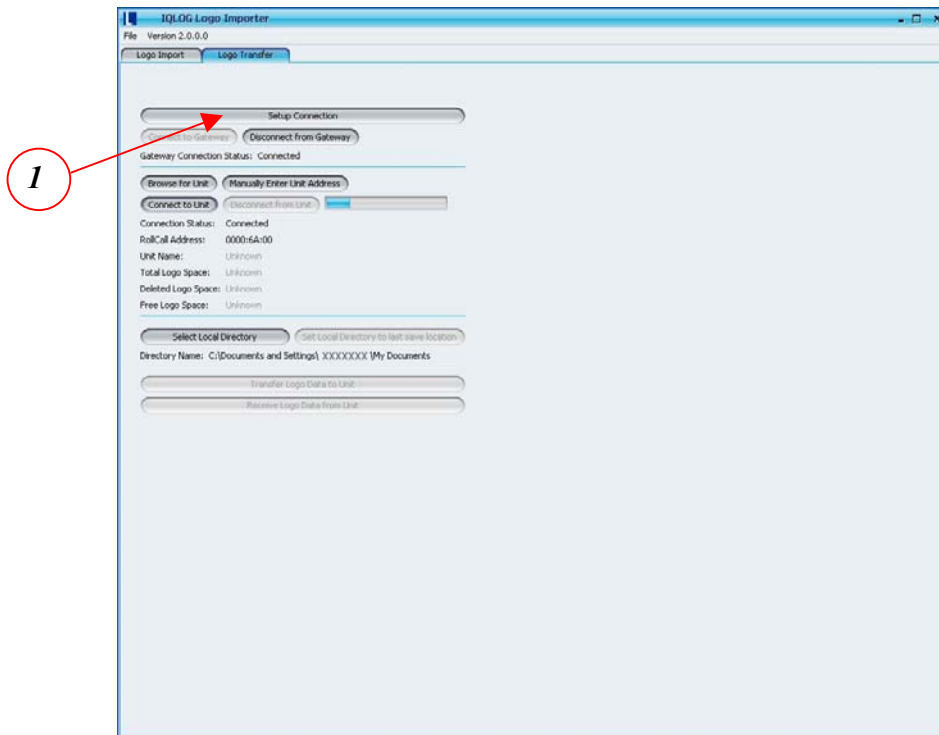 IQLOG Logo Importer
File Version 2.0.0.0
Logo Import Logo Transfer
Setup Connection
Connect to Gateway Disconnect from Gateway
Gateway Connection Status: Connected
1
Browse for Unit Manually Enter Unit Address
Connect to Unit Disconnect from Unit
Connection Status: Connected
RollCall Address: 0000:6A:00
Unit Name: Unknown
Total Logo Space: Unknown
Deleted Logo Space: Unknown
Free Logo Space: Unknown
Select Local Directory Set Local Directory to last save location
Directory Name: C:\Documents and Settings\ XXXXXXX \My Documents
Transfer Logo Data to Unit
Receive Logo Data from Unit